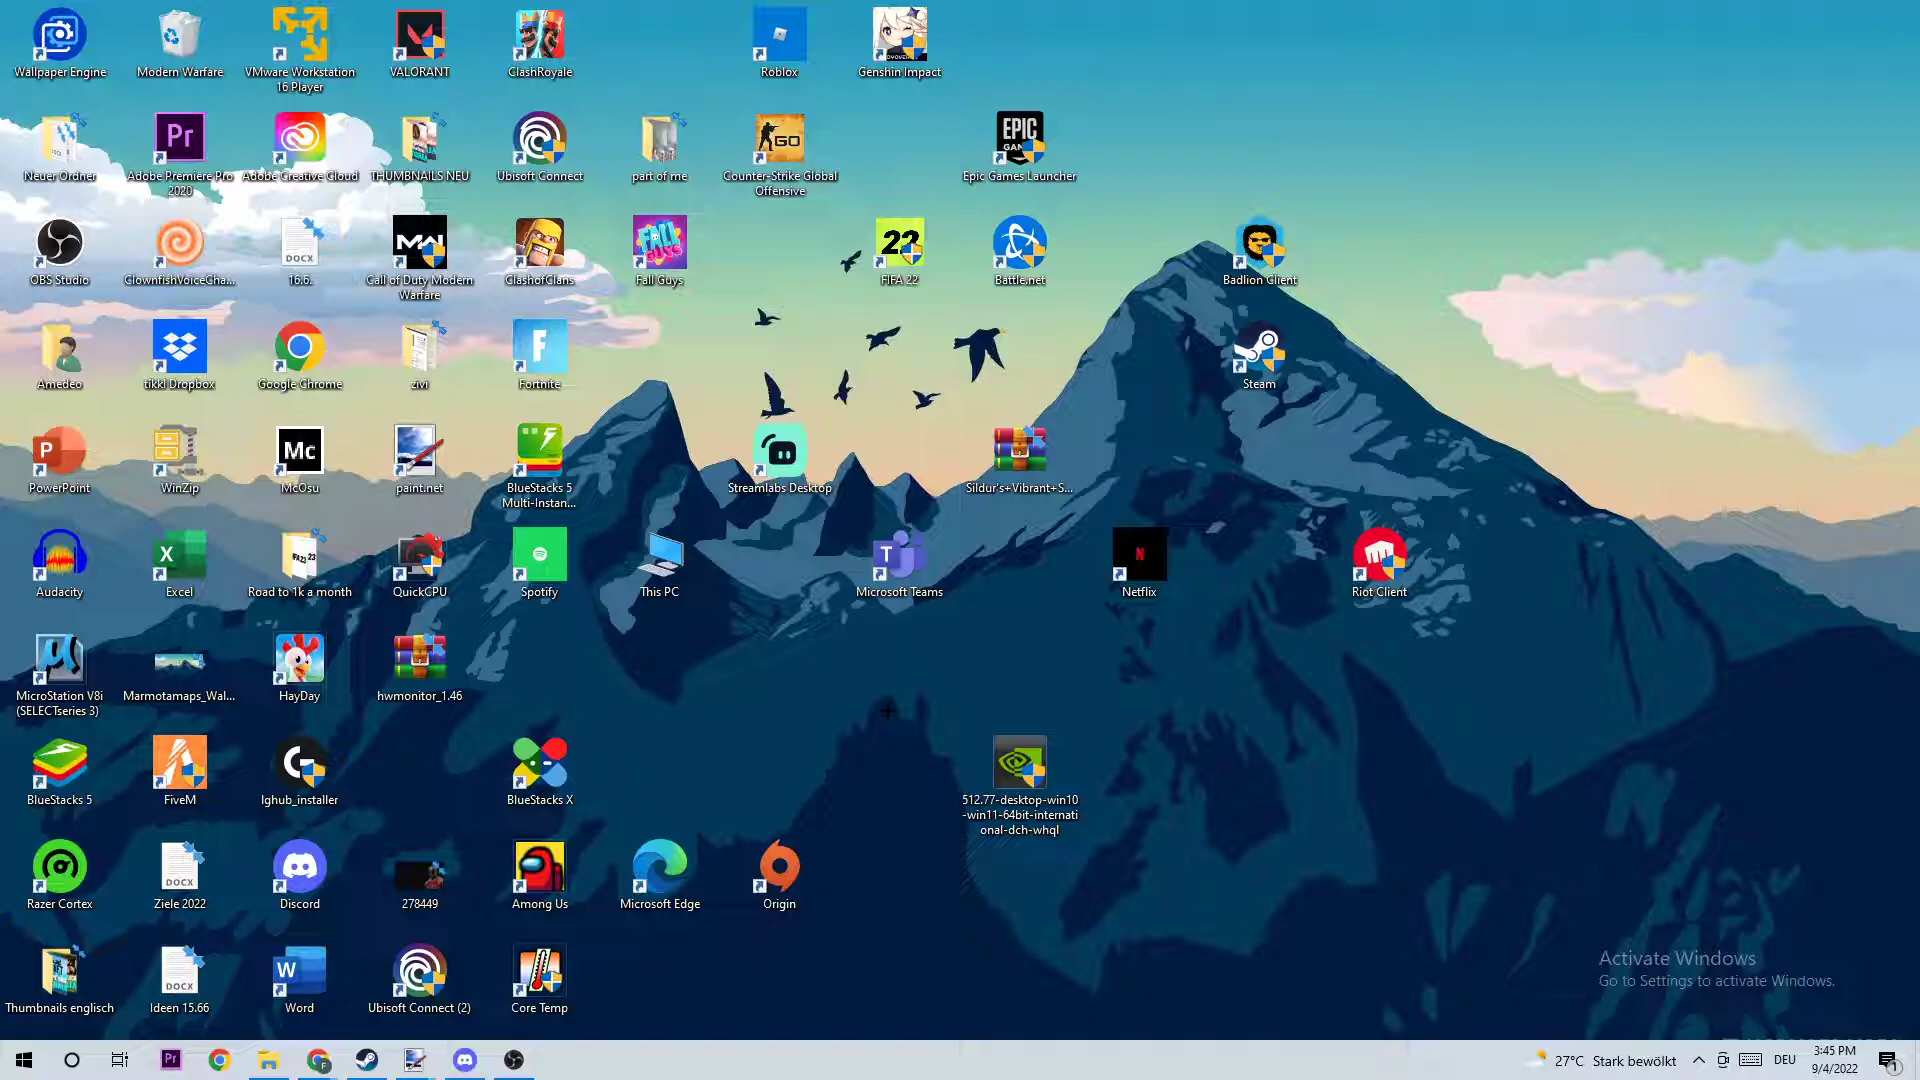 Wallpaper Engine
Modern Warfare
VMware Workstation
16 Player
VALORANT
ClashRoyale
Roblox
Genshin Impact
Neuer Ordner
Adobe Premiere Pro
2020
Adobe Creative Cloud
THUMBNAILS NEU
Ubisoft Connect
part of me
Counter-Strike Global
Offensive
Epic Games Launcher
OBS Studio
ClownfishVoiceCha...
16.6.
Call of Duty Modern
Warfare
ClashofClans
Fall Guys
FIFA 22
Battle.net
Badlion Client
Amedeo
tikkl Dropbox
Google Chrome
zivi
Fortnite
Steam
PowerPoint
WinZip
McOsu
paint.net
BlueStacks 5
Multi-Instan...
Streamlabs Desktop
Sildur's+Vibrant+S...
Audacity
Excel
Road to 1k a month
QuickCPU
Spotify
This PC
Microsoft Teams
Netflix
Riot Client
MicroStation V8i
(SELECTseries 3)
Marmotamaps_Wal...
HayDay
hwmonitor_1.46
BlueStacks 5
FiveM
lghub_installer
BlueStacks X
512.77-desktop-win10
-win11-64bit-internati
onal-dch-whql
Razer Cortex
Ziele 2022
Discord
278449
Among Us
Microsoft Edge
Origin
Thumbnails englisch
Ideen 15.66
Word
Ubisoft Connect (2)
Core Temp
Activate Windows
Go to Settings to activate Windows.
27°C Stark bewölkt
DEU
3:45 PM
9/4/2022